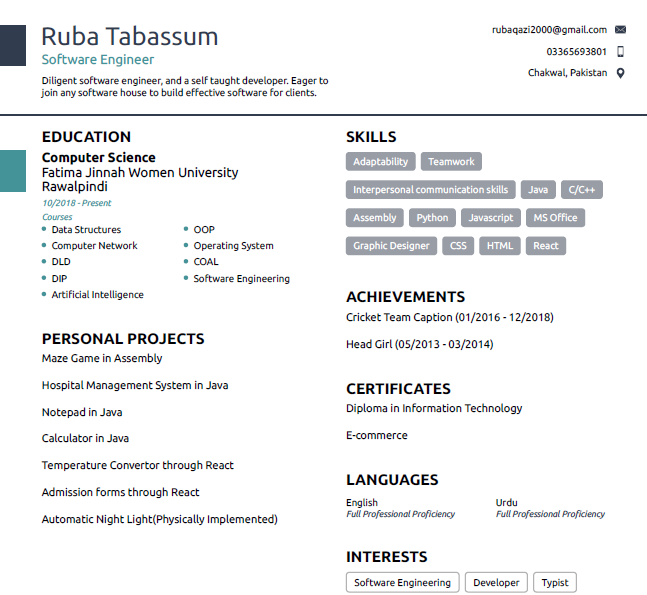 Ruba Tabassum
Software Engineer
Diligent software engineer, and a self taught developer. Eager to
join any software house to build effective software for clients.
rubaqazi2000@gmail.com
03365693801
Chakwal, Pakistan
EDUCATION
Computer Science
Fatima Jinnah Women University
Rawalpindi
10/2018 - Present
Courses
Data Structures
OOP
Computer Network
Operating System
DLD
COAL
DIP
Software Engineering
Artificial Intelligence
PERSONAL PROJECTS
Maze Game in Assembly
Hospital Management System in Java
Notepad in Java
Calculator in Java
Temperature Convertor through React
Admission forms through React
Automatic Night Light(Physically Implemented)
SKILLS
Adaptability Teamwork
Interpersonal communication skills Java C/C++
Assembly Python Javascript MS Office
Graphic Designer CSS HTML React
ACHIEVEMENTS
Cricket Team Caption (01/2016 - 12/2018)
Head Girl (05/2013 - 03/2014)
CERTIFICATES
Diploma in Information Technology
E-commerce
LANGUAGES
English
Full Professional Proficiency
Urdu
Full Professional Proficiency
INTERESTS
Software Engineering Developer Typist